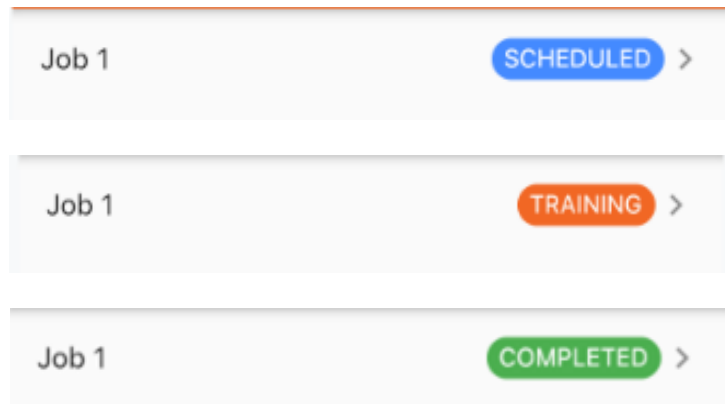 Job 1 SCHEDULED >
Job 1 TRAINING >
Job 1 COMPLETED >